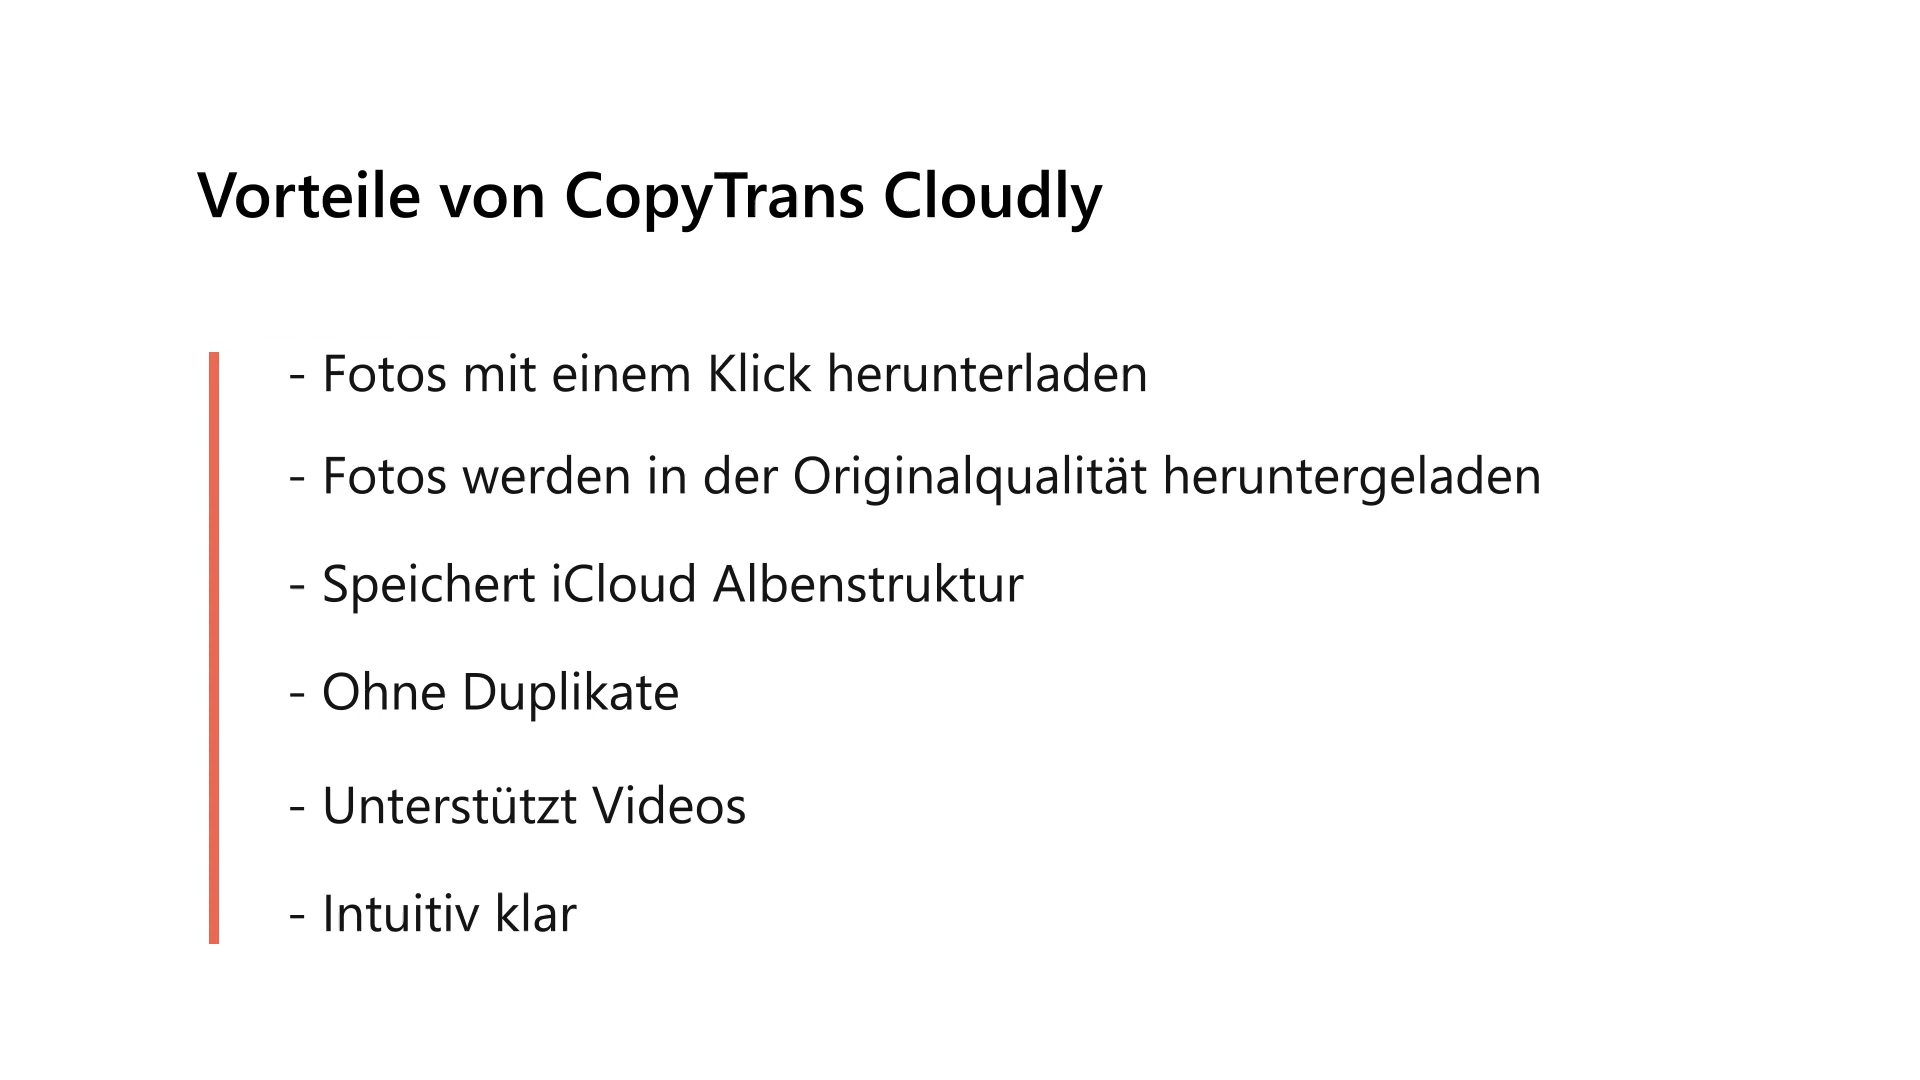 Vorteile von CopyTrans Cloudly
- Fotos mit einem Klick herunterladen
- Fotos werden in der Originalqualität heruntergeladen
- Speichert iCloud Albenstruktur
- Ohne Duplikate
- Unterstützt Videos
- Intuitiv klar